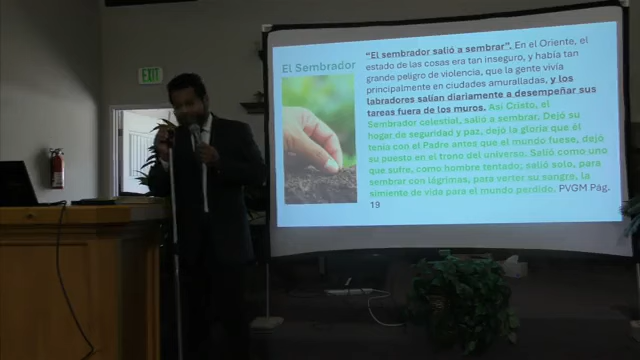 EXIT
El Sembrador
"El sembrador salió a sembrar". En el Oriente, el
estado de las cosas era tan inseguro, y había tan
grande peligro de violencia, que la gente vivía
principalmente en ciudades amuralladas, y los
labradores salían diariamente a desempeñar sus
tareas fuera de los muros. Así Cristo, el
Sembrador celestial, salió a sembrar. Dejó su
hogar de seguridad y paz, dejó la gloria que él
tenía con el Padre antes que el mundo fuese, dejó
su puesto en el trono del universo. Salió como uno
que sufre, como hombre tentado; salió solo, para
sembrar con lágrimas, para verter su sangre, la
simiente de vida para el mundo perdido. PVGM Pág.
19